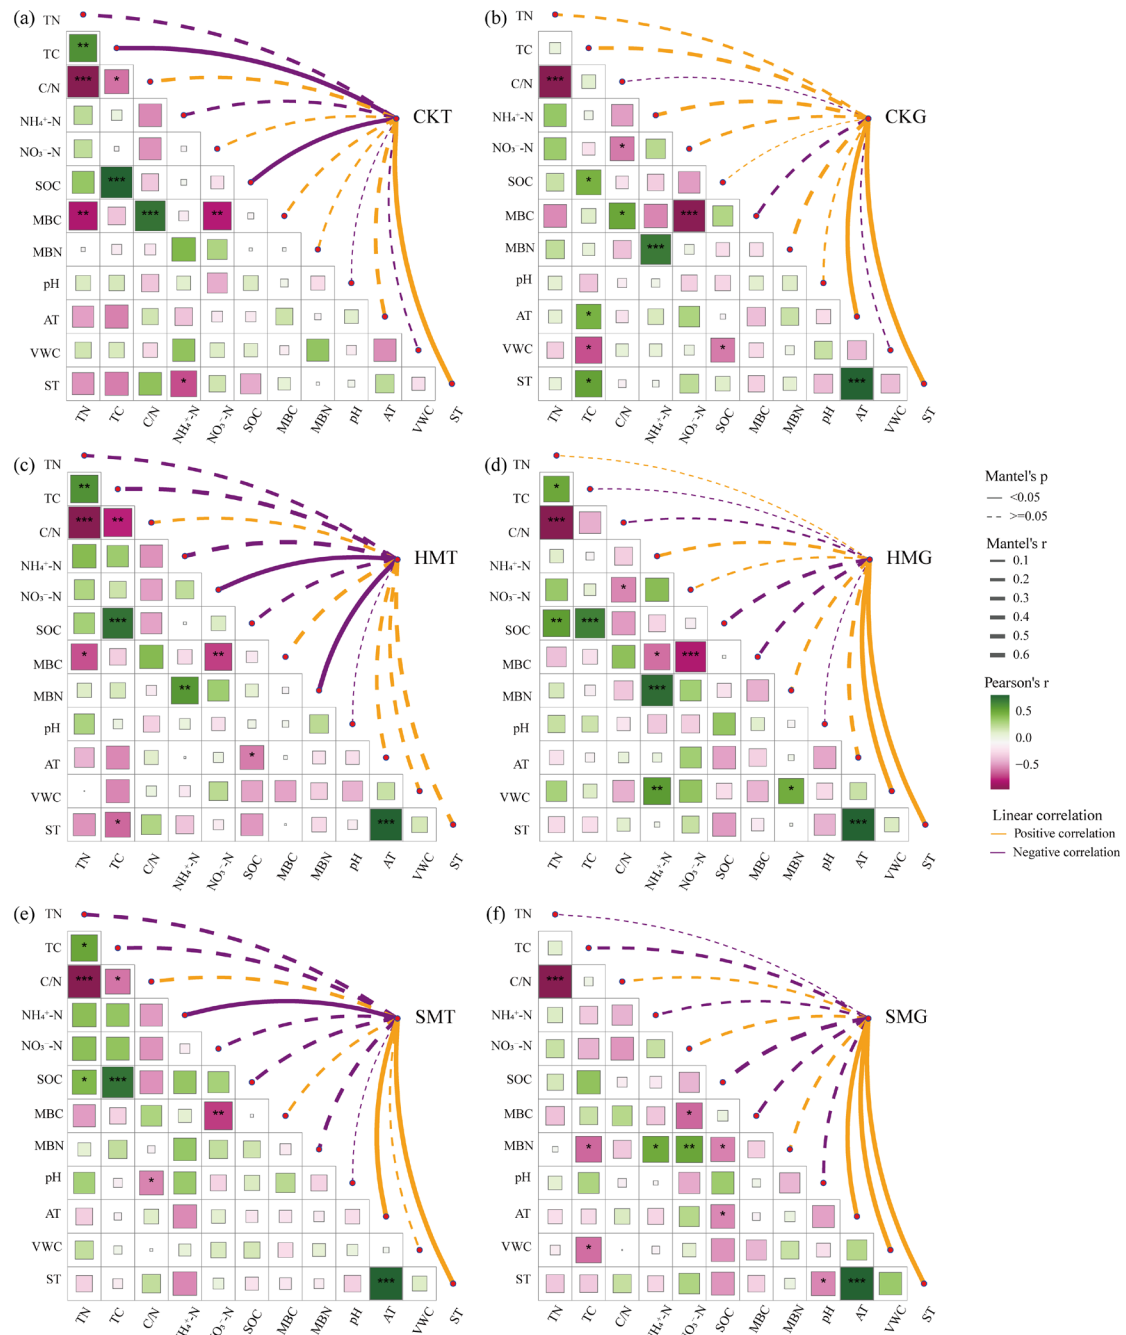 (a)
TN
TC
**
C/N
*** *
NH₄⁺-N
CKT
NO₃⁻-N
SOC
***
MBC
** *** **
MBN
pH
AT
VWC
ST
*
TN TC C/N NH₄⁺-N NO₃⁻-N SOC MBC MBN pH AT VWC ST
(b)
TN
TC
C/N
***
NH₄⁺-N
CKG
NO₃⁻-N
*
SOC
*
MBC
* ***
MBN
***
pH
AT
*
VWC
* *
ST
* ***
TN TC C/N NH₄⁺-N NO₃⁻-N SOC MBC MBN pH AT VWC ST
(c)
TN
TC
**
C/N
*** **
NH₄⁺-N
HMT
NO₃⁻-N
SOC
***
MBC
* **
MBN
**
pH
AT
*
VWC
ST
* ***
TN TC C/N NH₄⁺-N NO₃⁻-N SOC MBC MBN pH AT VWC ST
(d)
TN
TC
*
C/N
***
NH₄⁺-N
HMG
NO₃⁻-N
*
SOC
** ***
MBC
* ***
MBN
***
pH
AT
VWC
** *
ST
***
TN TC C/N NH₄⁺-N NO₃⁻-N SOC MBC MBN pH AT VWC ST
Mantel's p
<0.05
>=0.05
Mantel's r
0.1
0.2
0.3
0.4
0.5
0.6
Pearson's r
0.5
0.0
−0.5
Linear correlation
Positive correlation
Negative correlation
(e)
TN
TC
*
C/N
*** *
NH₄⁺-N
SMT
NO₃⁻-N
SOC
* ***
MBC
**
MBN
pH
*
AT
VWC
ST
***
TN TC C/N NH₄⁺-N NO₃⁻-N SOC MBC MBN pH AT VWC ST
(f)
TN
TC
C/N
***
NH₄⁺-N
SMG
NO₃⁻-N
SOC
MBC
*
MBN
* * ** *
pH
AT
*
VWC
*
ST
* ***
TN TC C/N NH₄⁺-N NO₃⁻-N SOC MBC MBN pH AT VWC ST